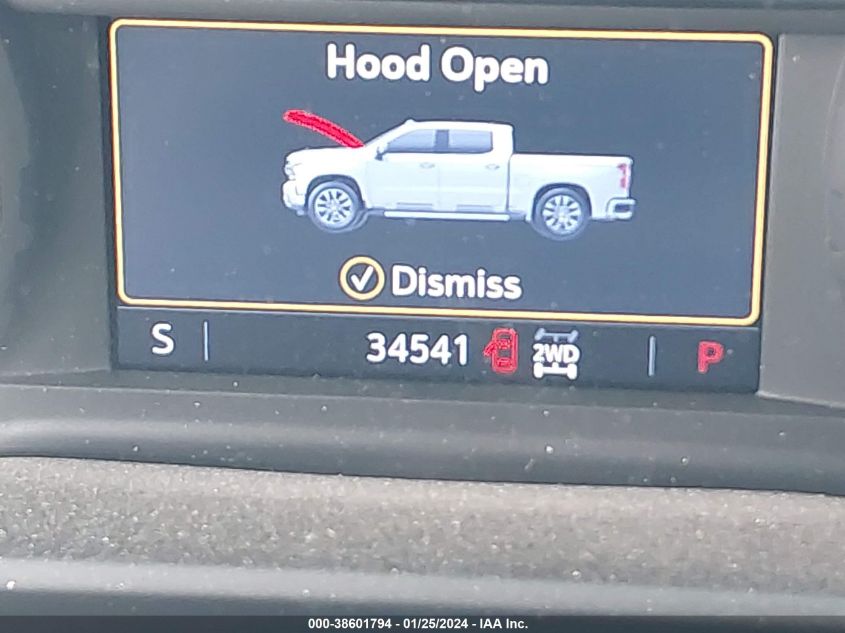 Hood Open
Dismiss
S 34541 2WD P
000-38601794 - 01/25/2024 - IAA Inc.